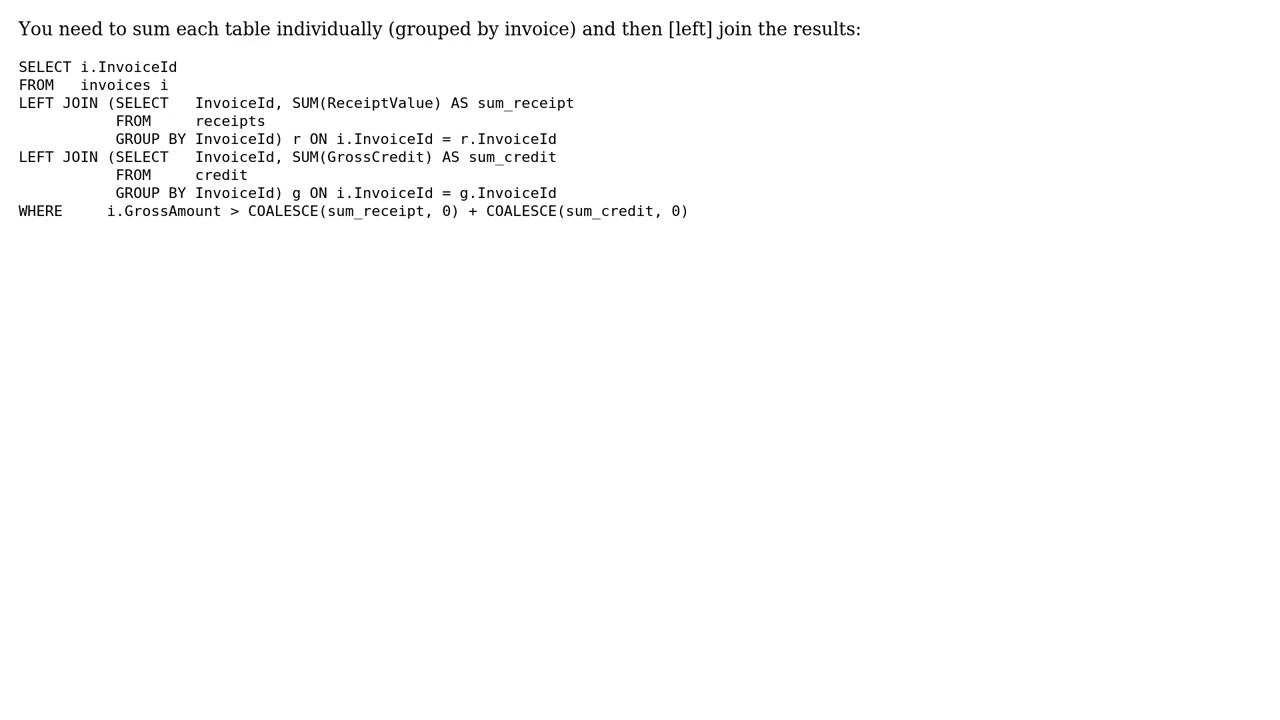 You need to sum each table individually (grouped by invoice) and then [left] join the results:
SELECT i.InvoiceId
FROM   invoices i
LEFT JOIN (SELECT   InvoiceId, SUM(ReceiptValue) AS sum_receipt
           FROM     receipts
           GROUP BY InvoiceId) r ON i.InvoiceId = r.InvoiceId
LEFT JOIN (SELECT   InvoiceId, SUM(GrossCredit) AS sum_credit
           FROM     credit
           GROUP BY InvoiceId) g ON i.InvoiceId = g.InvoiceId
WHERE     i.GrossAmount > COALESCE(sum_receipt, 0) + COALESCE(sum_credit, 0)